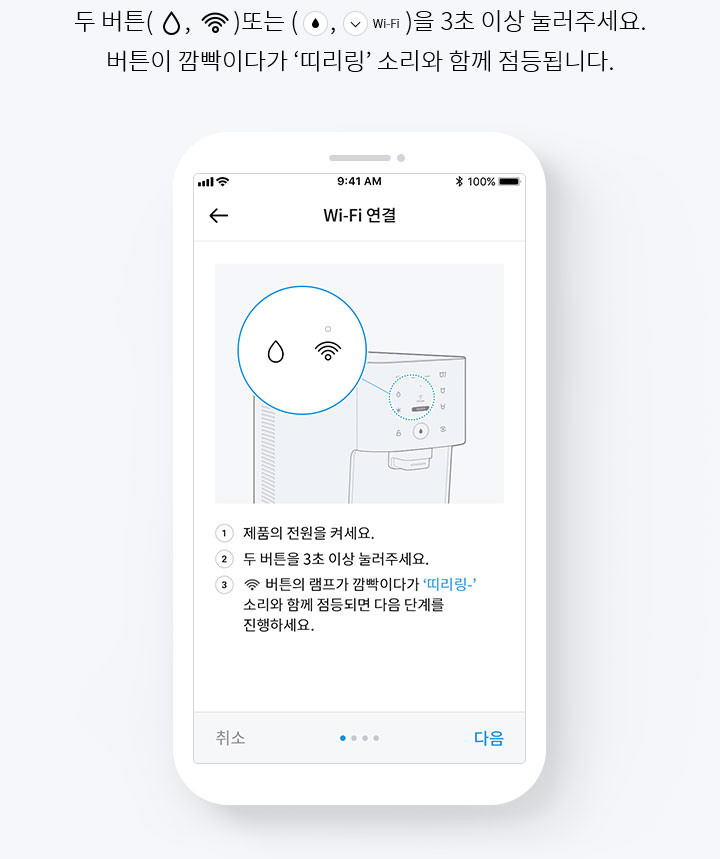 두 버튼( , )또는 ( , Wi-Fi )을 3초 이상 눌러주세요.
버튼이 깜빡이다가 ‘띠리링’ 소리와 함께 점등됩니다.
9:41 AM
100%
Wi-Fi 연결
1 제품의 전원을 켜세요.
2 두 버튼을 3초 이상 눌러주세요.
3 버튼의 램프가 깜빡이다가 ‘띠리링-’
소리와 함께 점등되면 다음 단계를
진행하세요.
취소
다음